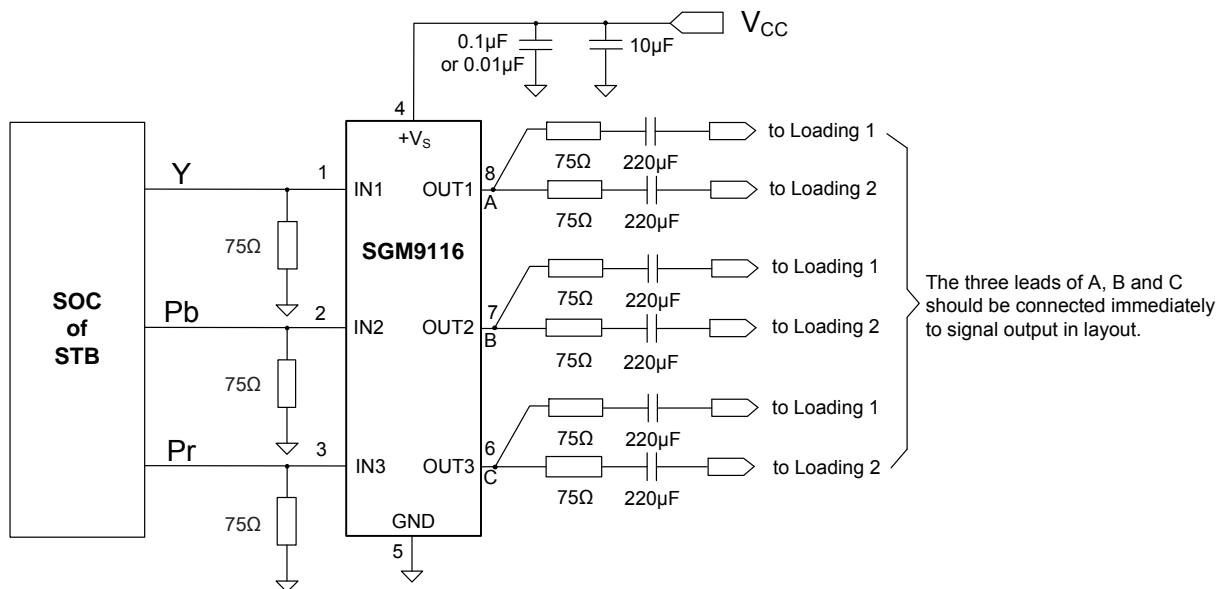 V_CC
0.1μF
or 0.01μF
10μF
4
+V_S
SOC
of
STB
Y
1
IN1
75Ω
Pb
2
IN2
75Ω
Pr
3
IN3
75Ω
SGM9116
GND
5
OUT1
8
A
75Ω
220μF
to Loading 1
75Ω
220μF
to Loading 2
OUT2
7
B
75Ω
220μF
to Loading 1
75Ω
220μF
to Loading 2
OUT3
6
C
75Ω
220μF
to Loading 1
75Ω
220μF
to Loading 2
The three leads of A, B and C
should be connected immediately
to signal output in layout.